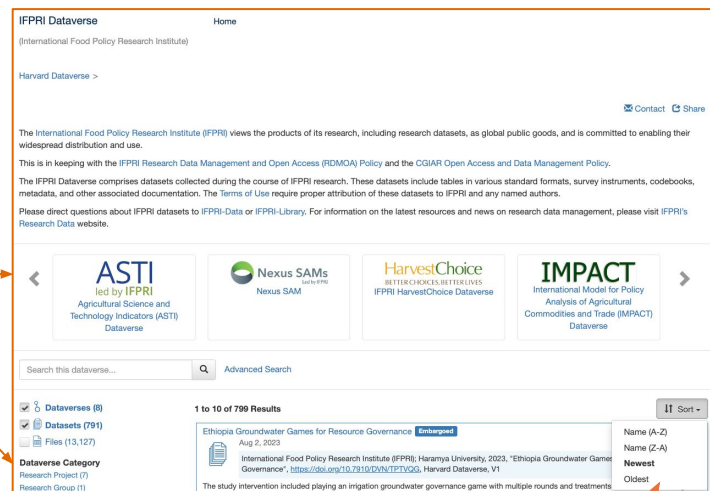 IFPRI Dataverse
Home
(International Food Policy Research Institute)
Harvard Dataverse >
Contact Share
The International Food Policy Research Institute (IFPRI) views the products of its research, including research datasets, as global public goods, and is committed to enabling their
widespread distribution and use.
This is in keeping with the IFPRI Research Data Management and Open Access (RDMOA) Policy and the CGIAR Open Access and Data Management Policy.
The IFPRI Dataverse comprises datasets collected during the course of IFPRI research. These datasets include tables in various standard formats, survey instruments, codebooks,
metadata, and other associated documentation. The Terms of Use require proper attribution of these datasets to IFPRI and any named authors.
Please direct questions about IFPRI datasets to IFPRI-Data or IFPRI-Library. For information on the latest resources and news on research data management, please visit IFPRI's
Research Data website.
ASTI
led by IFPRI
Agricultural Science and
Technology Indicators (ASTI)
Dataverse
Nexus SAMs
Led by IFPRI
Nexus SAM
HarvestChoice
BETTER CHOICES, BETTER LIVES
IFPRI HarvestChoice Dataverse
IMPACT
International Model for Policy
Analysis of Agricultural
Commodities and Trade (IMPACT)
Dataverse
Search this dataverse...
Advanced Search
Dataverses (8)
Datasets (791)
Files (13,127)
Dataverse Category
Research Project (7)
Research Group (1)
1 to 10 of 799 Results
Sort
Name (A-Z)
Name (Z-A)
Newest
Oldest
Ethiopia Groundwater Games for Resource Governance Embargoed
Aug 2, 2023
International Food Policy Research Institute (IFPRI); Haramya University, 2023, "Ethiopia Groundwater Games
Governance", https://doi.org/10.7910/DVN/TPTVQG, Harvard Dataverse, V1
The study intervention included playing an irrigation groundwater governance game with multiple rounds and treatments